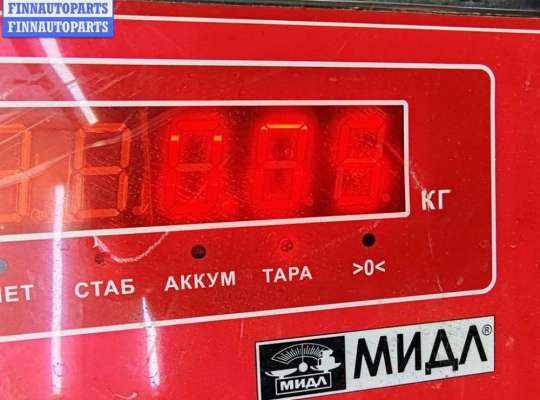 FINNAUTOPARTS
FINNAUTOPARTS
КГ
СТАБ АККУМ ТАРА >0<
МИДЛ МИДЛ®